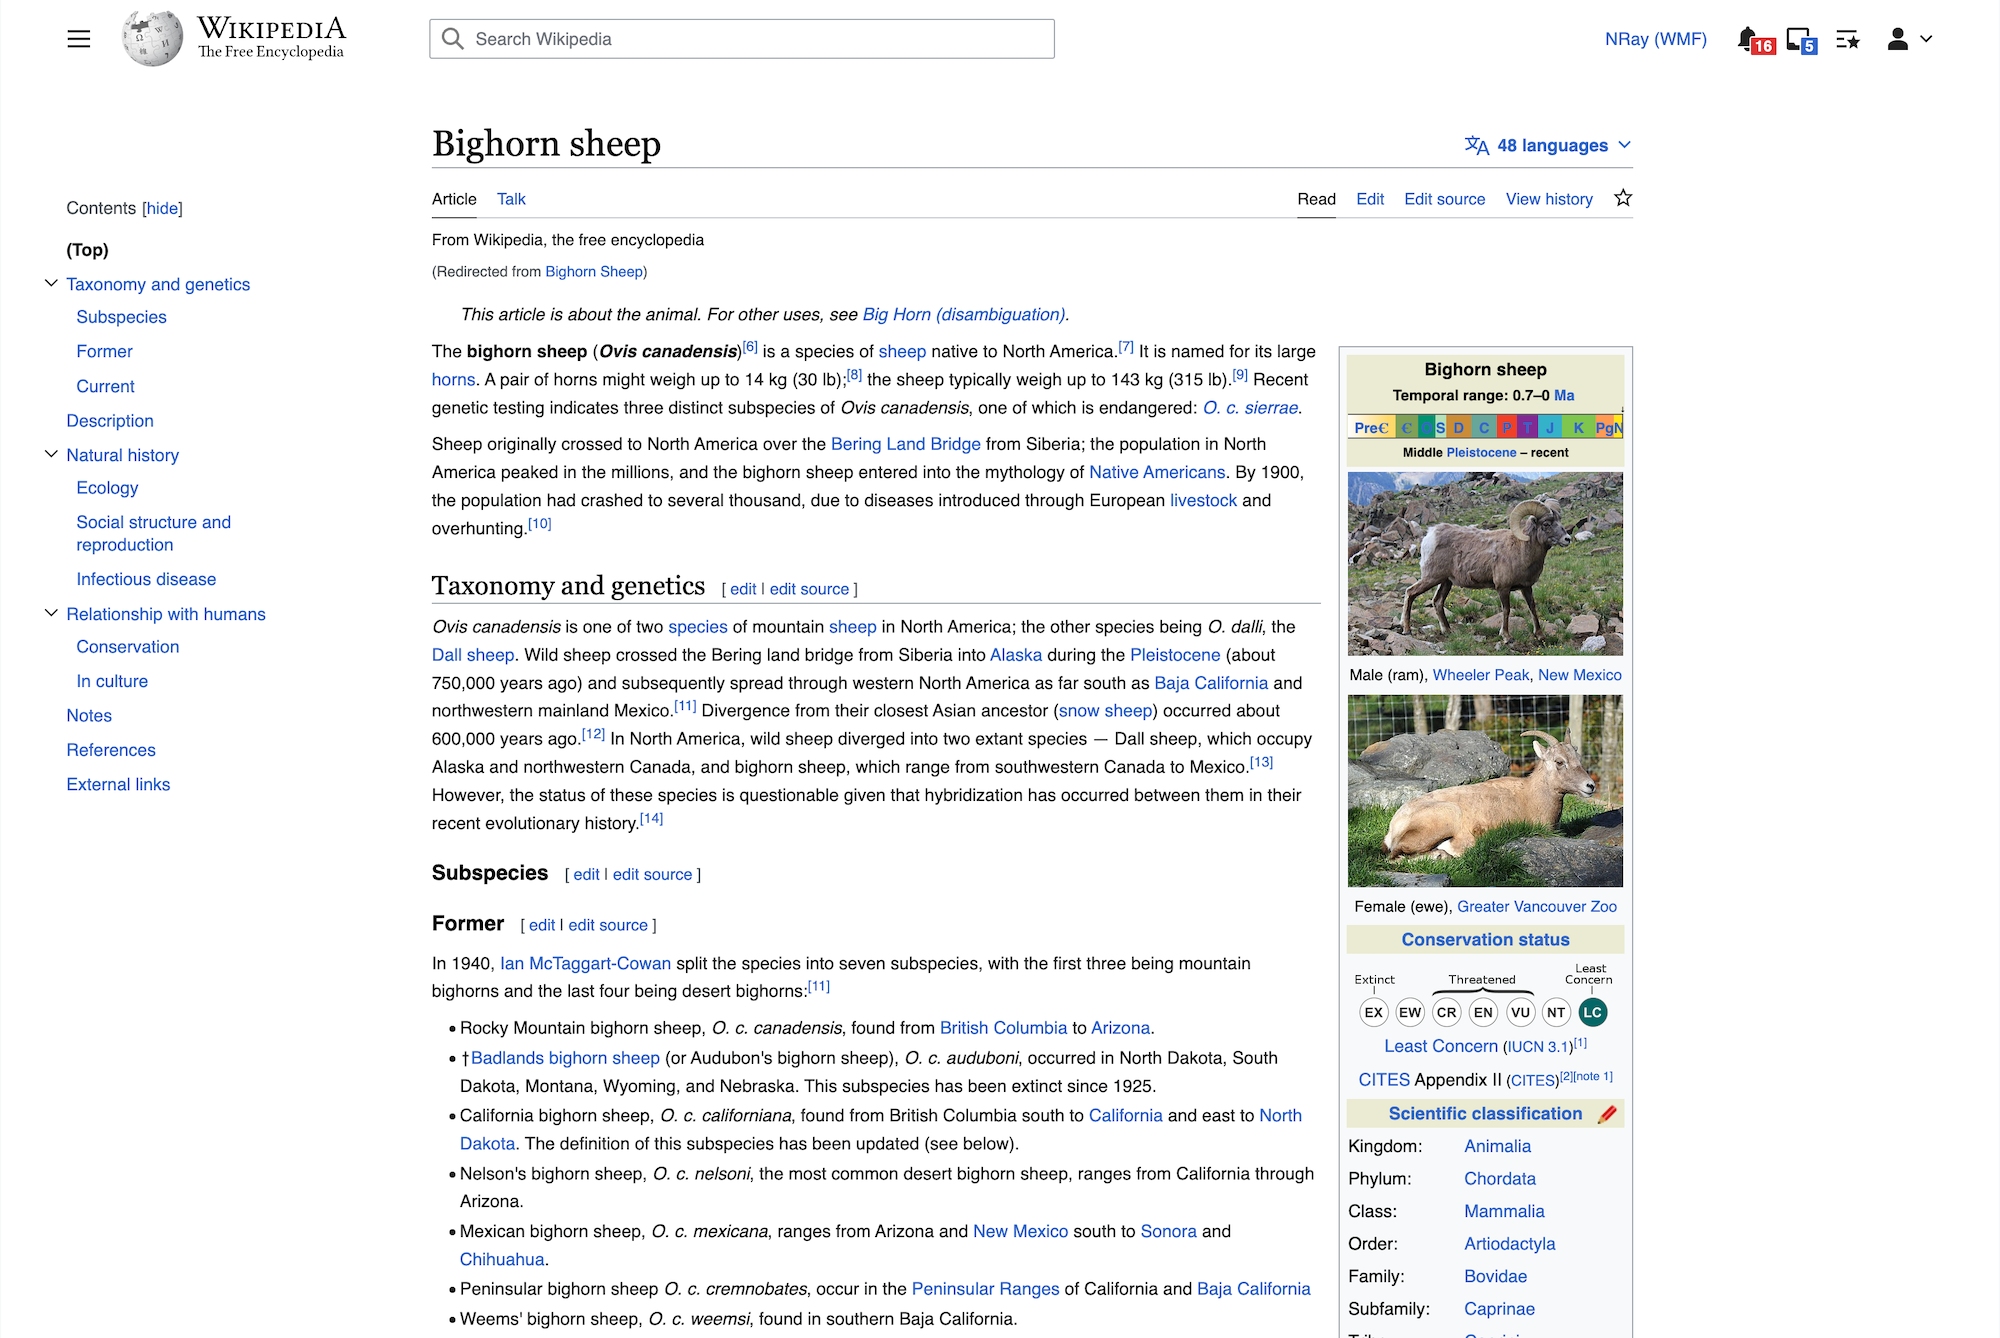 WIKIPEDIA
The Free Encyclopedia
Search Wikipedia
NRay (WMF)
16
5
Bighorn sheep
48 languages
Contents [hide]
(Top)
Taxonomy and genetics
Subspecies
Former
Current
Description
Natural history
Ecology
Social structure and
reproduction
Infectious disease
Relationship with humans
Conservation
In culture
Notes
References
External links
Article Talk
Read Edit Edit source View history
From Wikipedia, the free encyclopedia
(Redirected from Bighorn Sheep)
This article is about the animal. For other uses, see Big Horn (disambiguation).
The bighorn sheep (Ovis canadensis)[6] is a species of sheep native to North America.[7] It is named for its large
horns. A pair of horns might weigh up to 14 kg (30 lb);[8] the sheep typically weigh up to 143 kg (315 lb).[9] Recent
genetic testing indicates three distinct subspecies of Ovis canadensis, one of which is endangered: O. c. sierrae.
Sheep originally crossed to North America over the Bering Land Bridge from Siberia; the population in North
America peaked in the millions, and the bighorn sheep entered into the mythology of Native Americans. By 1900,
the population had crashed to several thousand, due to diseases introduced through European livestock and
overhunting.[10]
Taxonomy and genetics [ edit | edit source ]
Ovis canadensis is one of two species of mountain sheep in North America; the other species being O. dalli, the
Dall sheep. Wild sheep crossed the Bering land bridge from Siberia into Alaska during the Pleistocene (about
750,000 years ago) and subsequently spread through western North America as far south as Baja California and
northwestern mainland Mexico.[11] Divergence from their closest Asian ancestor (snow sheep) occurred about
600,000 years ago.[12] In North America, wild sheep diverged into two extant species — Dall sheep, which occupy
Alaska and northwestern Canada, and bighorn sheep, which range from southwestern Canada to Mexico.[13]
However, the status of these species is questionable given that hybridization has occurred between them in their
recent evolutionary history.[14]
Subspecies [ edit | edit source ]
Former [ edit | edit source ]
In 1940, Ian McTaggart-Cowan split the species into seven subspecies, with the first three being mountain
bighorns and the last four being desert bighorns:[11]
• Rocky Mountain bighorn sheep, O. c. canadensis, found from British Columbia to Arizona.
• †Badlands bighorn sheep (or Audubon's bighorn sheep), O. c. auduboni, occurred in North Dakota, South
Dakota, Montana, Wyoming, and Nebraska. This subspecies has been extinct since 1925.
• California bighorn sheep, O. c. californiana, found from British Columbia south to California and east to North
Dakota. The definition of this subspecies has been updated (see below).
• Nelson's bighorn sheep, O. c. nelsoni, the most common desert bighorn sheep, ranges from California through
Arizona.
• Mexican bighorn sheep, O. c. mexicana, ranges from Arizona and New Mexico south to Sonora and
Chihuahua.
• Peninsular bighorn sheep O. c. cremnobates, occur in the Peninsular Ranges of California and Baja California
• Weems' bighorn sheep, O. c. weemsi, found in southern Baja California.
Bighorn sheep
Temporal range: 0.7–0 Ma
PreꞒ Ꞓ S D C P T J K Pg N
Middle Pleistocene – recent
Male (ram), Wheeler Peak, New Mexico
Female (ewe), Greater Vancouver Zoo
Conservation status
Extinct Threatened Least
Concern
EX EW CR EN VU NT LC
Least Concern (IUCN 3.1)[1]
CITES Appendix II (CITES)[2][note 1]
Scientific classification
Kingdom: Animalia
Phylum: Chordata
Class: Mammalia
Order: Artiodactyla
Family: Bovidae
Subfamily: Caprinae